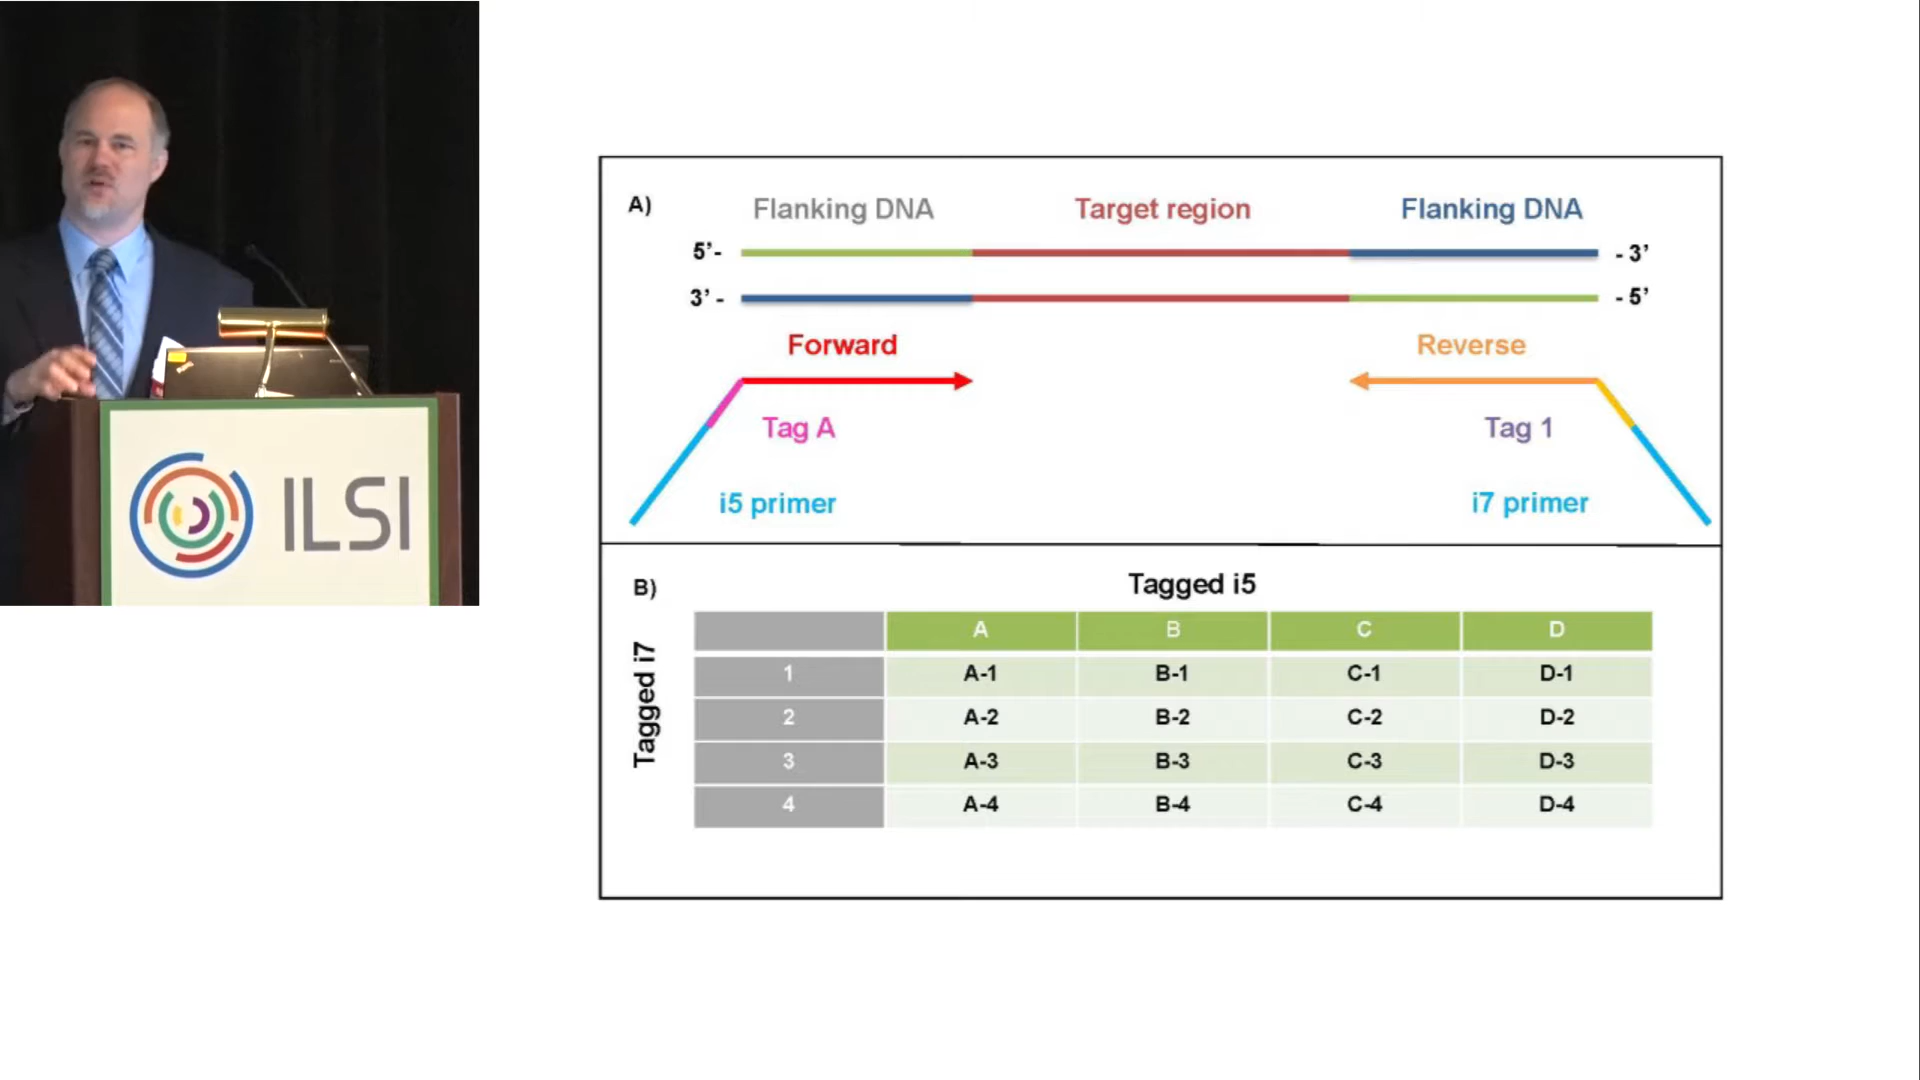 ILSI
A)
Flanking DNA Target region Flanking DNA
5’- - 3’
3’ - - 5’
Forward Reverse
Tag A Tag 1
i5 primer i7 primer
B)
Tagged i5
Tagged i7
A B C D
1 A-1 B-1 C-1 D-1
2 A-2 B-2 C-2 D-2
3 A-3 B-3 C-3 D-3
4 A-4 B-4 C-4 D-4